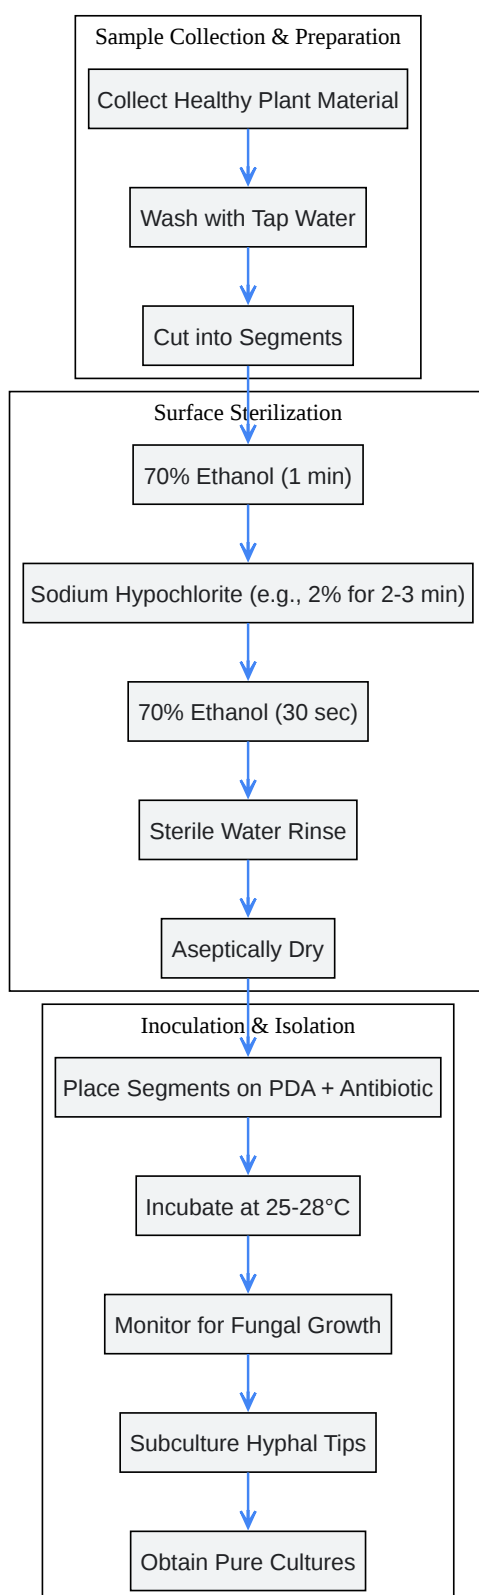 Sample Collection & Preparation
Collect Healthy Plant Material
Wash with Tap Water
Cut into Segments
Surface Sterilization
70% Ethanol (1 min)
Sodium Hypochlorite (e.g., 2% for 2-3 min)
70% Ethanol (30 sec)
Sterile Water Rinse
Aseptically Dry
Inoculation & Isolation
Place Segments on PDA + Antibiotic
Incubate at 25-28°C
Monitor for Fungal Growth
Subculture Hyphal Tips
Obtain Pure Cultures